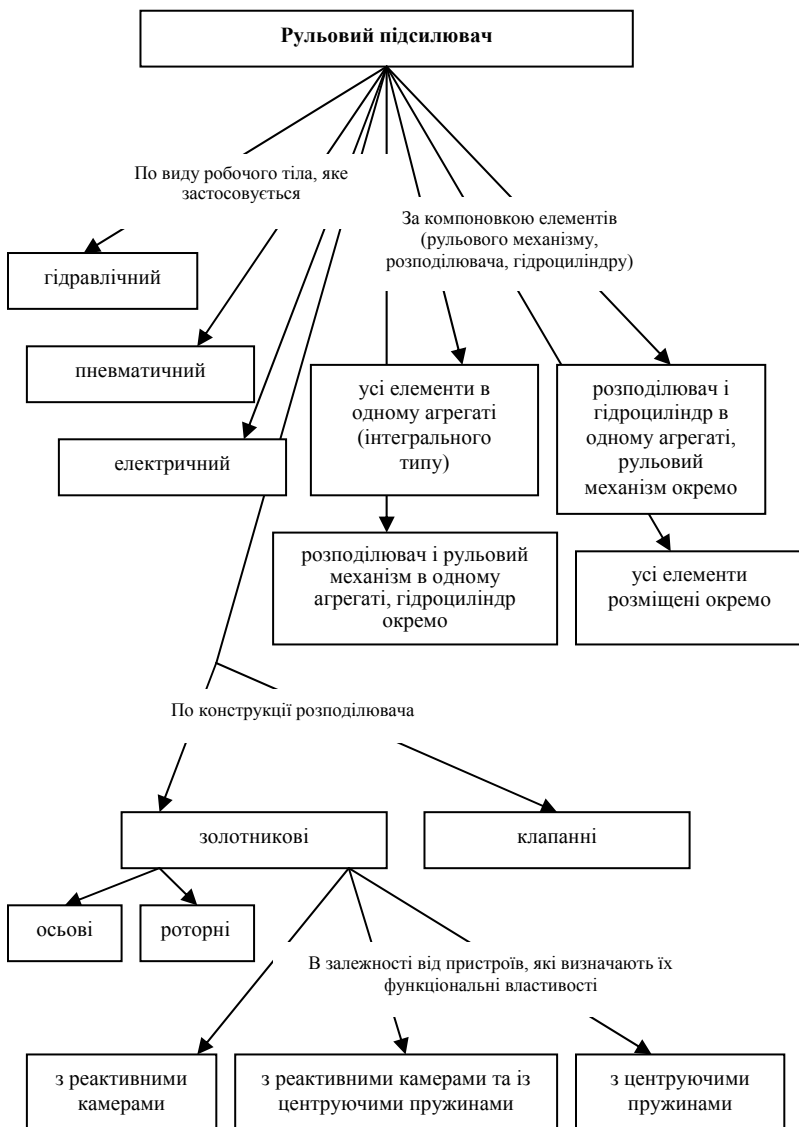 Рульовий підсилювач
По виду робочого тіла, яке
застосовується
За компоновкою елементів
(рульового механізму,
розподілювача, гідроциліндру)
гідравлічний
пневматичний
електричний
усі елементи в
одному агрегаті
(інтегрального
типу)
розподілювач і
гідроциліндр в
одному агрегаті,
рульовий
механізм окремо
розподілювач і рульовий
механізм в одному
агрегаті, гідроциліндр
окремо
усі елементи
розміщені окремо
По конструкції розподілювача
золотникові
клапанні
осьові
роторні
В залежності від пристроїв, які визначають їх
функціональні властивості
з реактивними
камерами
з реактивними камерами та із
центруючими пружинами
з центруючими
пружинами